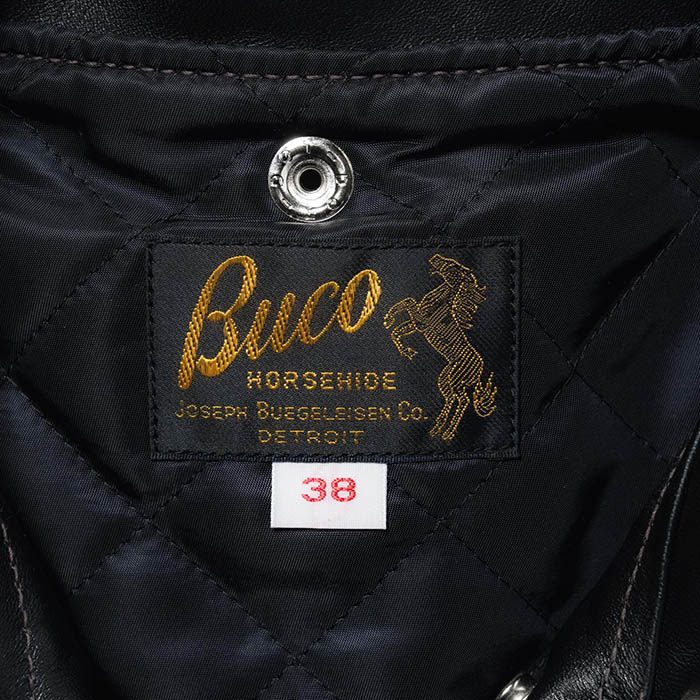 Buco
HORSEHIDE
JOSEPH BUEGELEISEN CO.
DETROIT
38